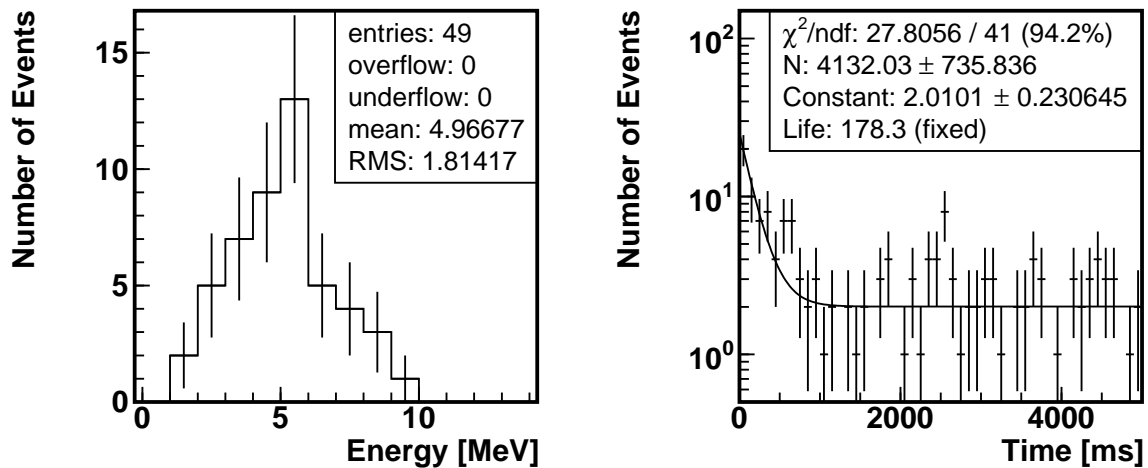 Number of Events
15
10
5
0
entries: 49
overflow: 0
underflow: 0
mean: 4.96677
RMS: 1.81417
0
5
10
Energy [MeV]
Number of Events
10²
10¹
10⁰
χ²/ndf: 27.8056 / 41 (94.2%)
N: 4132.03 ± 735.836
Constant: 2.0101 ± 0.230645
Life: 178.3 (fixed)
0
2000
4000
Time [ms]